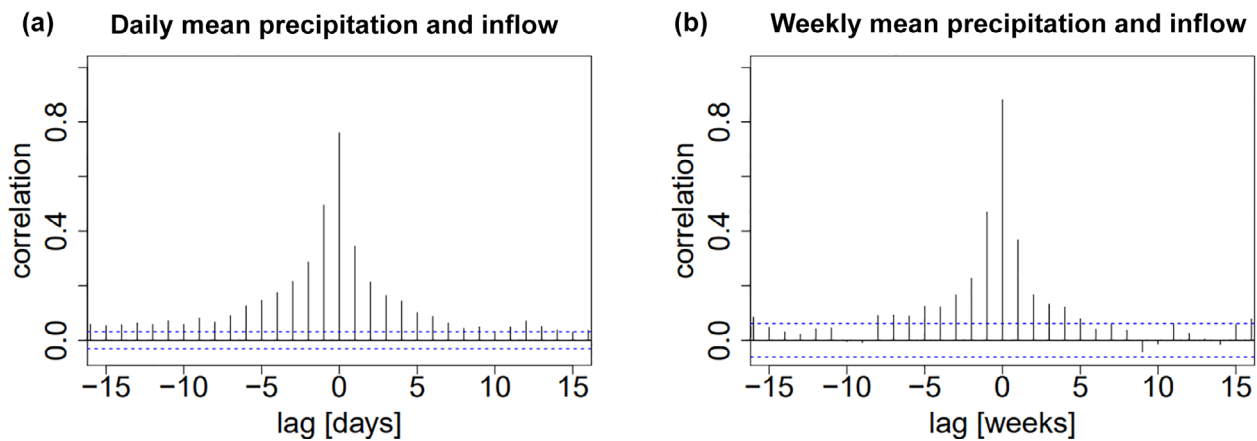 (a) Daily mean precipitation and inflow
correlation
0.8
0.4
0.0
−15 −10 −5 0 5 10 15
lag [days]
(b) Weekly mean precipitation and inflow
correlation
0.8
0.4
0.0
−15 −10 −5 0 5 10 15
lag [weeks]